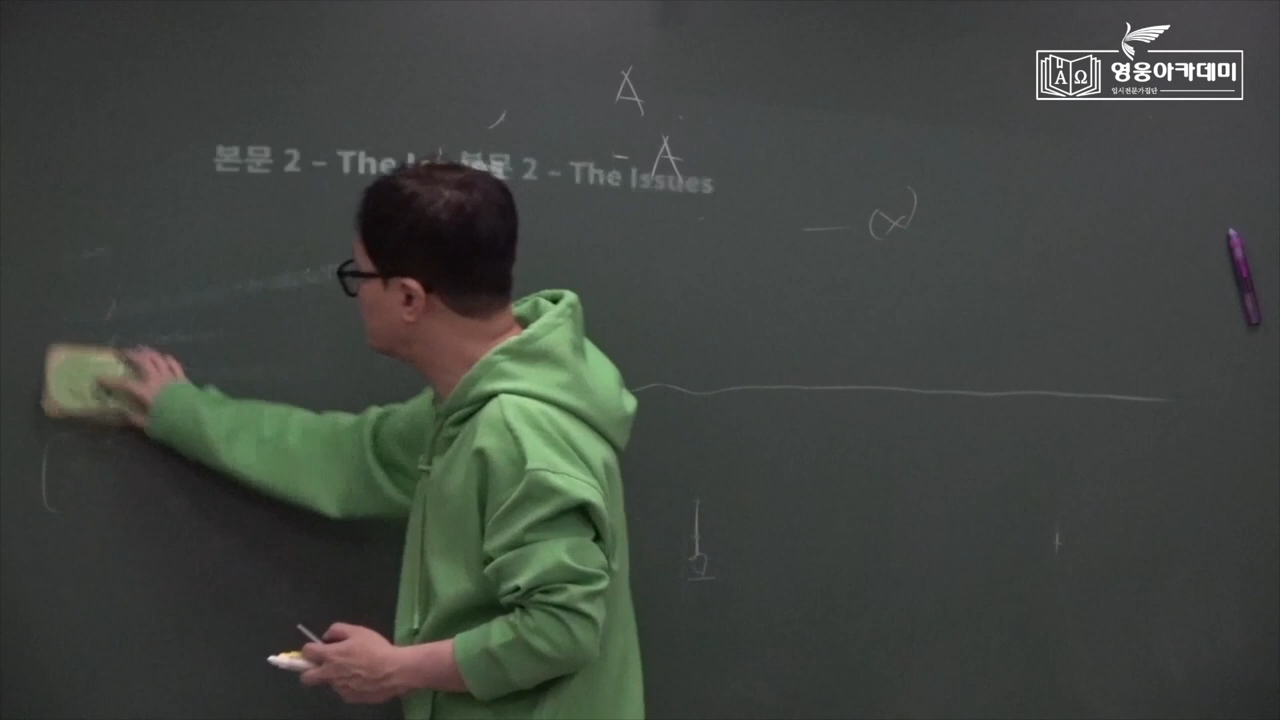 영웅아카데미
입시전문가집단
A Ω
A
본문 2 - The 본문 2 - The Issues
- A